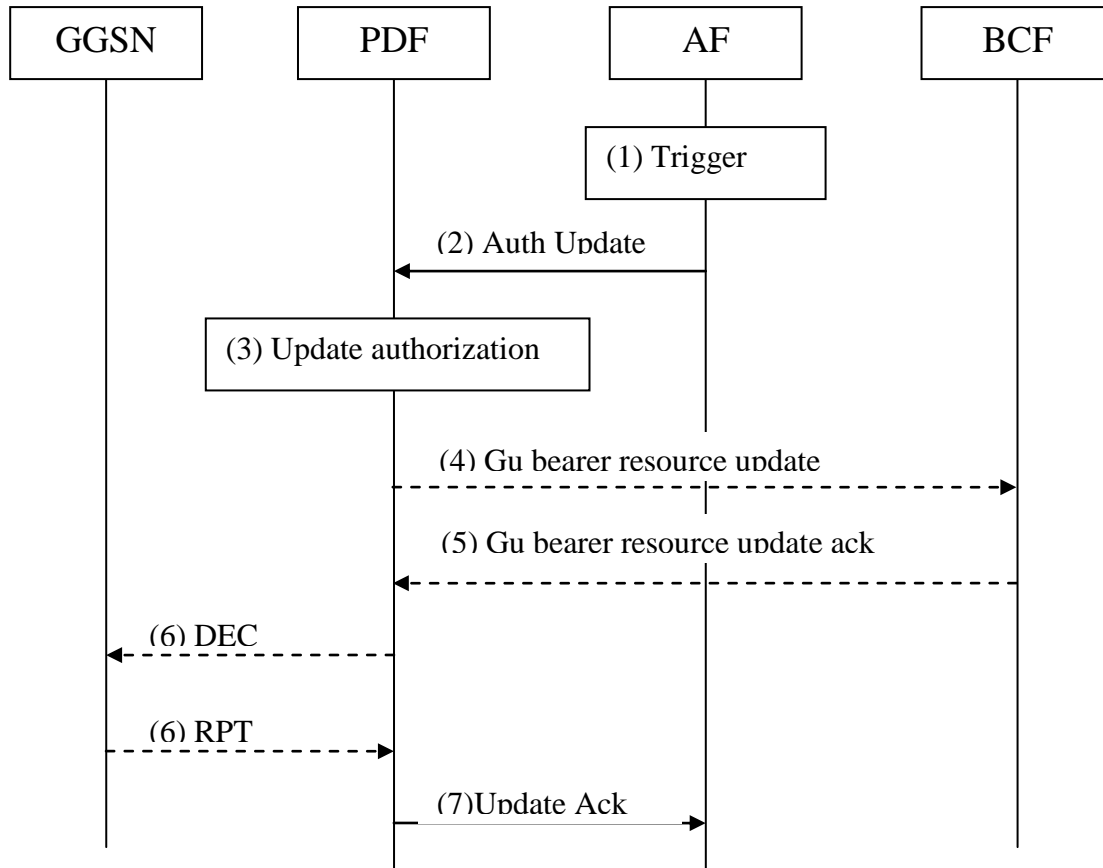 GGSN
PDF
AF
BCF
(1) Trigger
(2) Auth Update
(3) Update authorization
(4) Gu bearer resource update
(5) Gu bearer resource update ack
(6) DEC
(6) RPT
(7)Update Ack